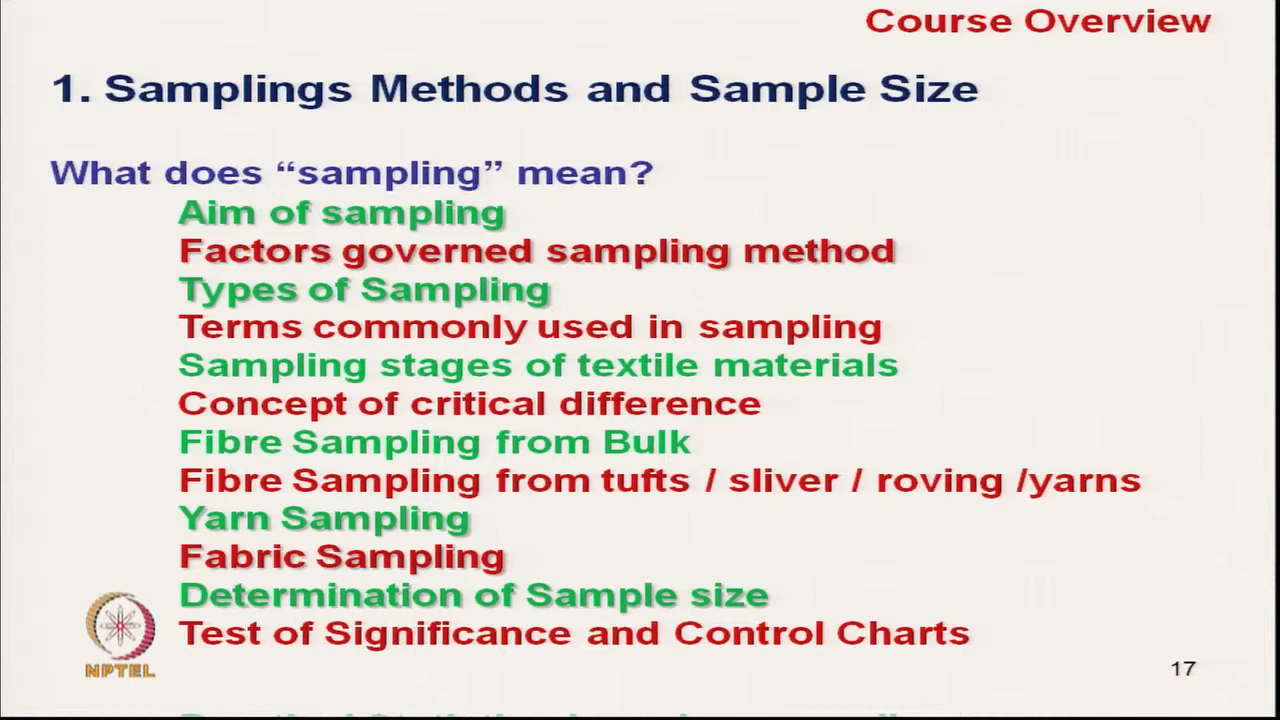 Course Overview
1. Samplings Methods and Sample Size
What does “sampling” mean?
Aim of sampling
Factors governed sampling method
Types of Sampling
Terms commonly used in sampling
Sampling stages of textile materials
Concept of critical difference
Fibre Sampling from Bulk
Fibre Sampling from tufts / sliver / roving /yarns
Yarn Sampling
Fabric Sampling
Determination of Sample size
Test of Significance and Control Charts
NPTEL
17